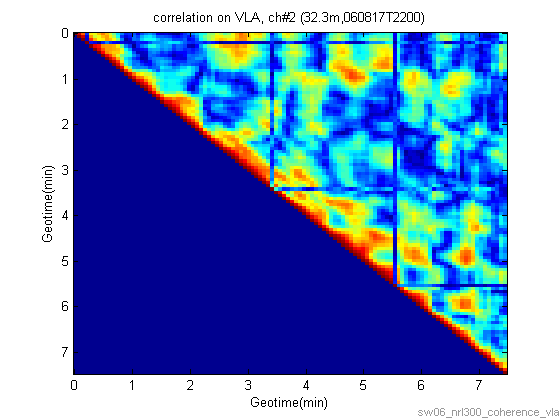 correlation on VLA, ch#2 (32.3m,060817T2200)
0
1
2
3
4
5
6
7
Geotime(min)
0 1 2 3 4 5 6 7
Geotime(min)
sw06_nrl300_coherence_vla